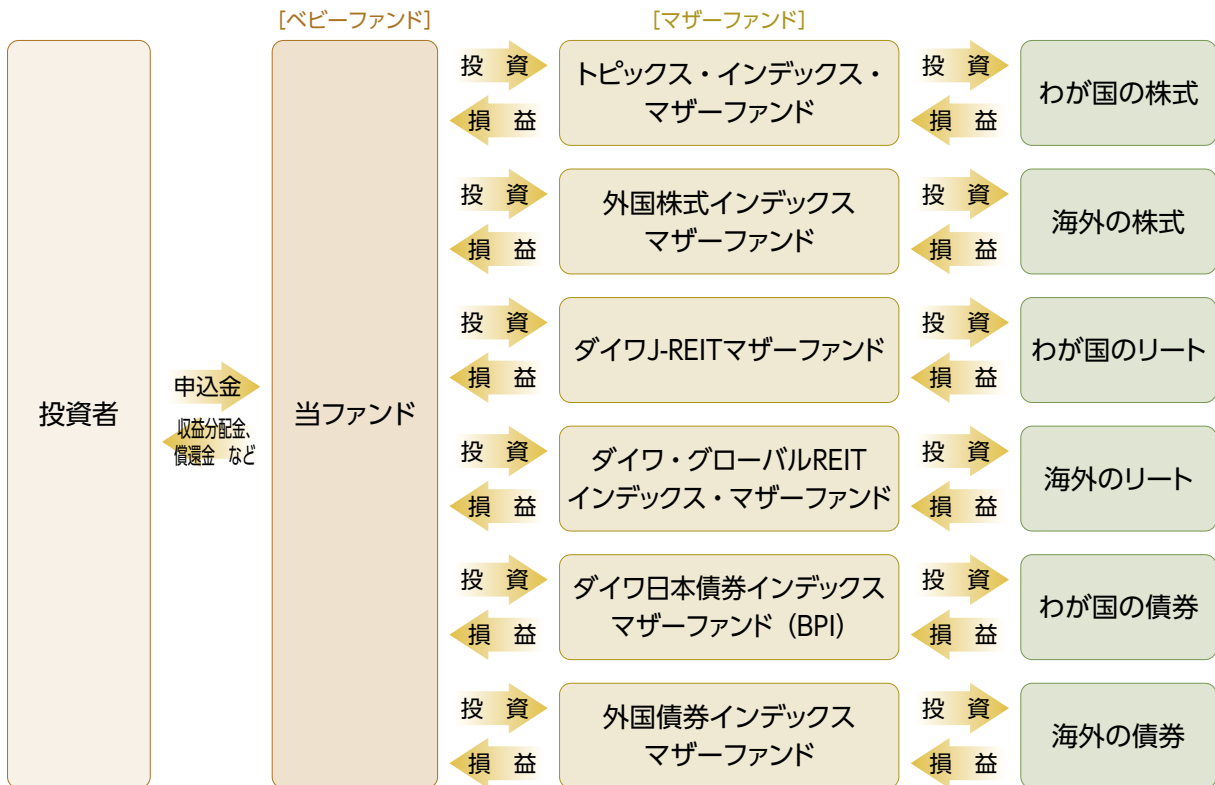 [ベビーファンド]
[マザーファンド]
投資者
申込金
収益分配金、
償還金 など
当ファンド
投 資
損 益
トピックス・インデックス・
マザーファンド
投 資
損 益
わが国の株式
投 資
損 益
外国株式インデックス
マザーファンド
投 資
損 益
海外の株式
投 資
損 益
ダイワJ-REITマザーファンド
投 資
損 益
わが国のリート
投 資
損 益
ダイワ・グローバルREIT
インデックス・マザーファンド
投 資
損 益
海外のリート
投 資
損 益
ダイワ日本債券インデックス
マザーファンド（BPI）
投 資
損 益
わが国の債券
投 資
損 益
外国債券インデックス
マザーファンド
投 資
損 益
海外の債券